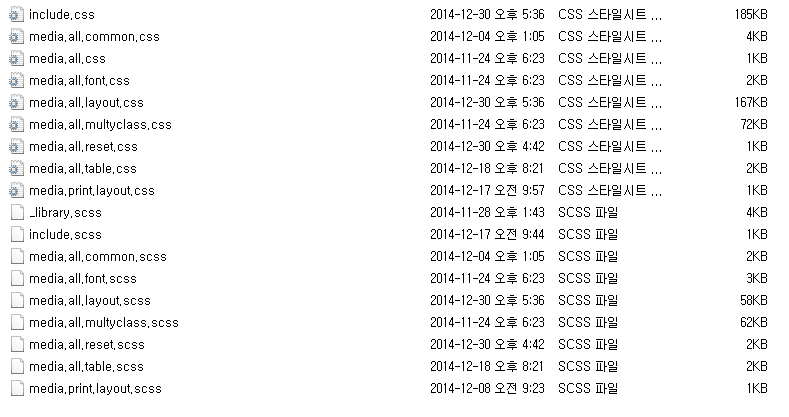 include.css 2014-12-30 오후 5:36 CSS 스타일시트 ... 185KB
media.all.common.css 2014-12-04 오후 1:05 CSS 스타일시트 ... 4KB
media.all.css 2014-11-24 오후 6:23 CSS 스타일시트 ... 1KB
media.all.font.css 2014-11-24 오후 6:23 CSS 스타일시트 ... 2KB
media.all.layout.css 2014-12-30 오후 5:36 CSS 스타일시트 ... 167KB
media.all.multyclass.css 2014-11-24 오후 6:23 CSS 스타일시트 ... 72KB
media.all.reset.css 2014-12-30 오후 4:42 CSS 스타일시트 ... 1KB
media.all.table.css 2014-12-18 오후 8:21 CSS 스타일시트 ... 2KB
media.print.layout.css 2014-12-17 오전 9:57 CSS 스타일시트 ... 1KB
_library.scss 2014-11-28 오후 1:43 SCSS 파일 4KB
include.scss 2014-12-17 오전 9:44 SCSS 파일 1KB
media.all.common.scss 2014-12-04 오후 1:05 SCSS 파일 2KB
media.all.font.scss 2014-11-24 오후 6:23 SCSS 파일 3KB
media.all.layout.scss 2014-12-30 오후 5:36 SCSS 파일 58KB
media.all.multyclass.scss 2014-11-24 오후 6:23 SCSS 파일 62KB
media.all.reset.scss 2014-12-30 오후 4:42 SCSS 파일 2KB
media.all.table.scss 2014-12-18 오후 8:21 SCSS 파일 2KB
media.print.layout.scss 2014-12-08 오전 9:23 SCSS 파일 1KB